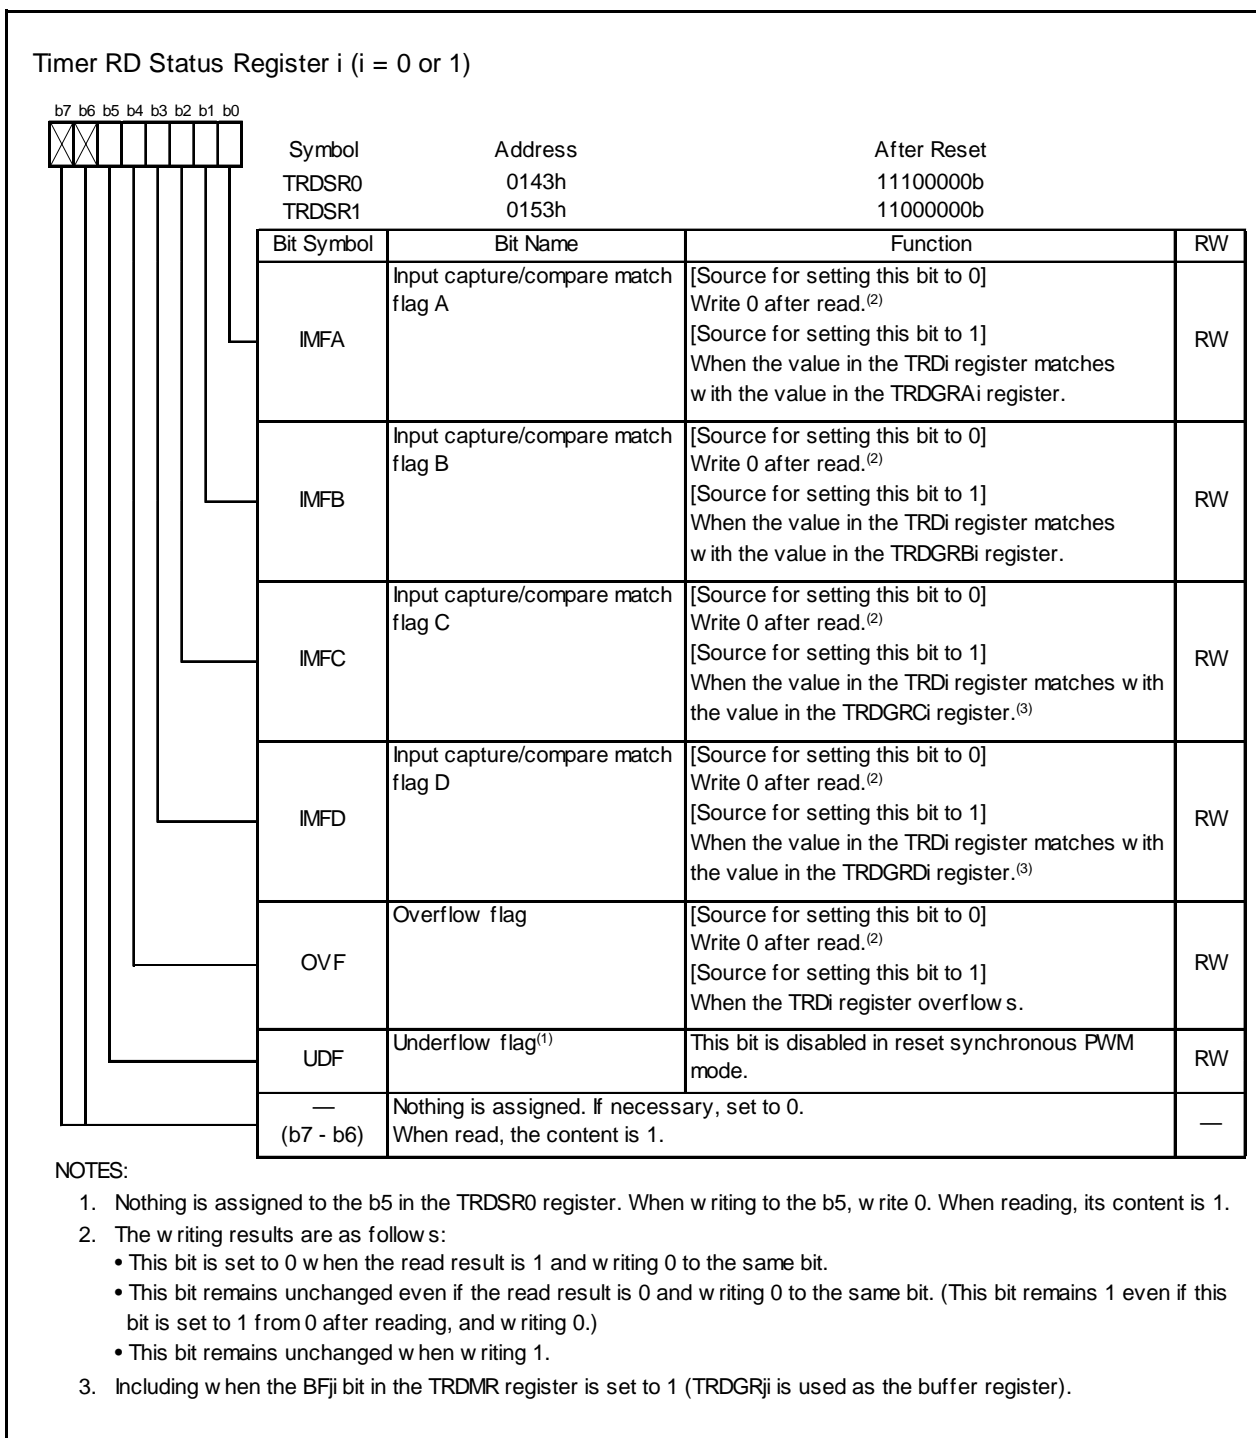 Timer RD Status Register i (i = 0 or 1)
b7 b6 b5 b4 b3 b2 b1 b0
Symbol Address After Reset
TRDSR0 0143h 11100000b
TRDSR1 0153h 11000000b
Bit Symbol Bit Name Function RW
IMFA Input capture/compare match flag A [Source for setting this bit to 0]
Write 0 after read.(2)
[Source for setting this bit to 1]
When the value in the TRDi register matches
with the value in the TRDGRAi register. RW
IMFB Input capture/compare match flag B [Source for setting this bit to 0]
Write 0 after read.(2)
[Source for setting this bit to 1]
When the value in the TRDi register matches
with the value in the TRDGRBi register. RW
IMFC Input capture/compare match flag C [Source for setting this bit to 0]
Write 0 after read.(2)
[Source for setting this bit to 1]
When the value in the TRDi register matches with
the value in the TRDGRCi register.(3) RW
IMFD Input capture/compare match flag D [Source for setting this bit to 0]
Write 0 after read.(2)
[Source for setting this bit to 1]
When the value in the TRDi register matches with
the value in the TRDGRDi register.(3) RW
OVF Overflow flag [Source for setting this bit to 0]
Write 0 after read.(2)
[Source for setting this bit to 1]
When the TRDi register overflows. RW
UDF Underflow flag(1) This bit is disabled in reset synchronous PWM
mode. RW
— Nothing is assigned. If necessary, set to 0.
(b7 - b6) When read, the content is 1. —
NOTES:
1. Nothing is assigned to the b5 in the TRDSR0 register. When writing to the b5, write 0. When reading, its content is 1.
2. The writing results are as follows:
• This bit is set to 0 when the read result is 1 and writing 0 to the same bit.
• This bit remains unchanged even if the read result is 0 and writing 0 to the same bit. (This bit remains 1 even if this
bit is set to 1 from 0 after reading, and writing 0.)
• This bit remains unchanged when writing 1.
3. Including when the BFji bit in the TRDMR register is set to 1 (TRDGRji is used as the buffer register).